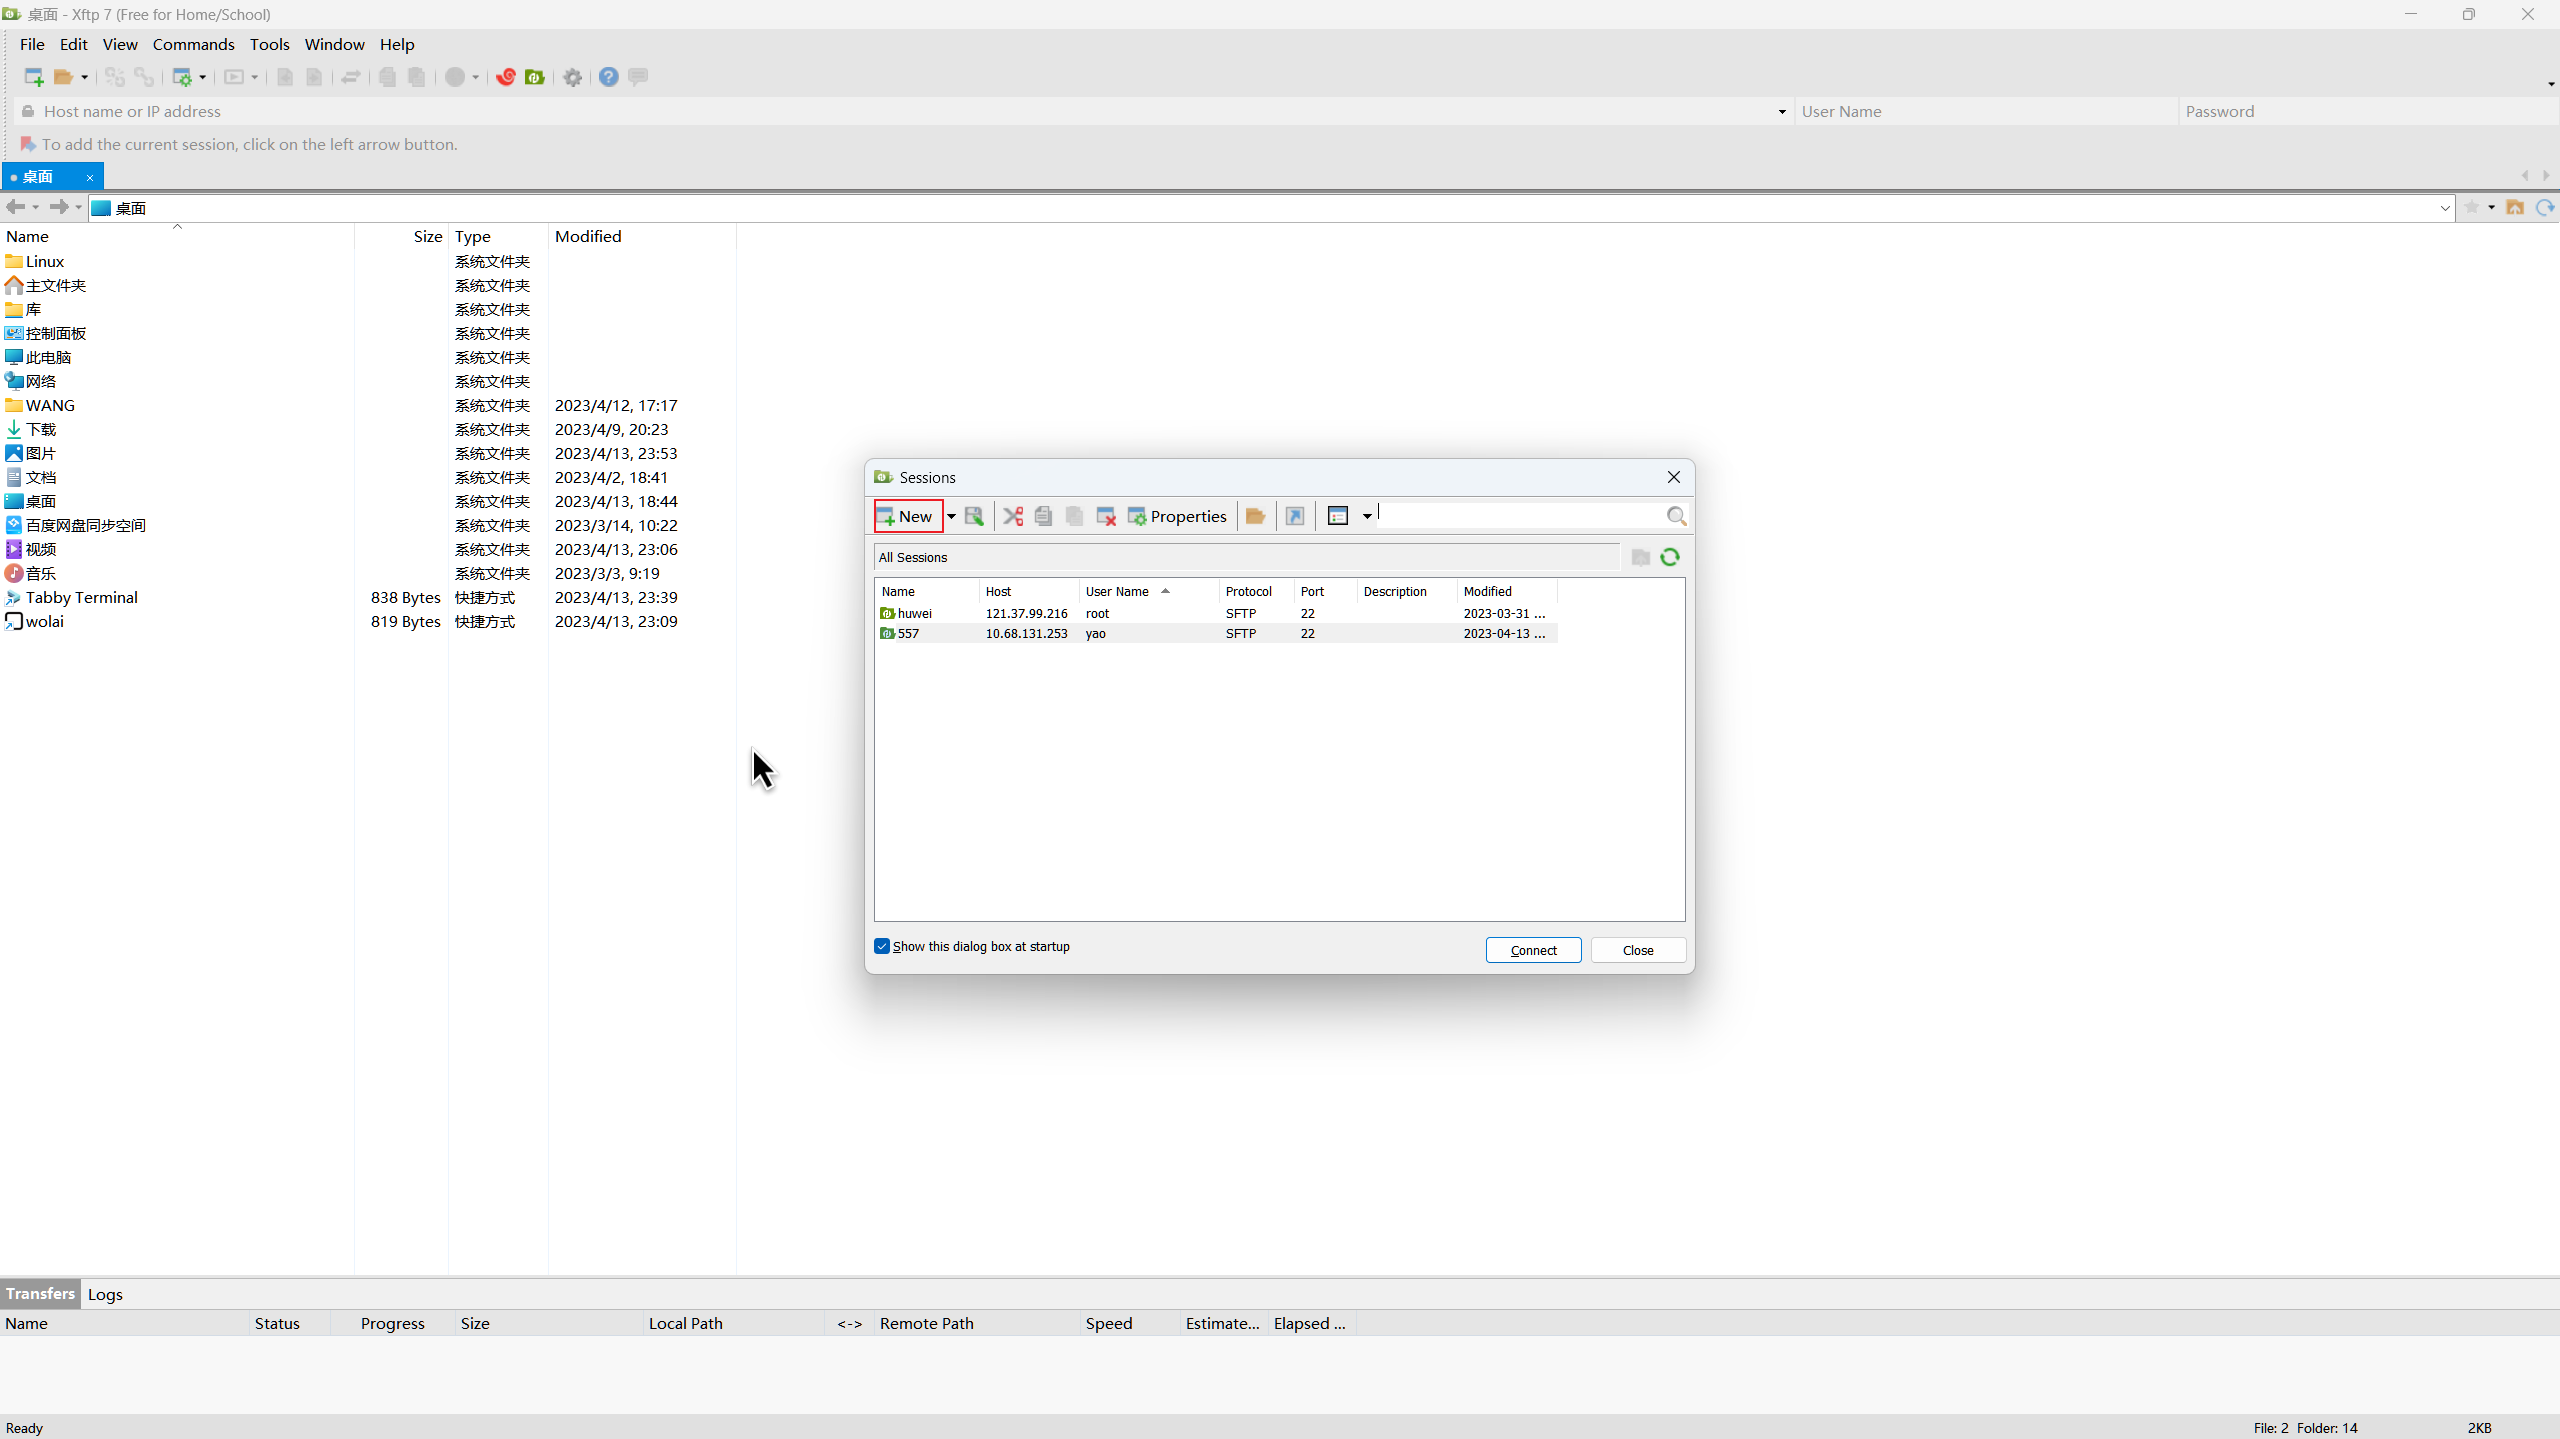 桌面 - Xftp 7 (Free for Home/School)
File Edit View Commands Tools Window Help
Host name or IP address User Name Password
To add the current session, click on the left arrow button.
桌面
桌面
Name Size Type Modified
Linux 系统文件夹
主文件夹 系统文件夹
库 系统文件夹
控制面板 系统文件夹
此电脑 系统文件夹
网络 系统文件夹
WANG 系统文件夹 2023/4/12, 17:17
下载 系统文件夹 2023/4/9, 20:23
图片 系统文件夹 2023/4/13, 23:53
文档 系统文件夹 2023/4/2, 18:41
桌面 系统文件夹 2023/4/13, 18:44
百度网盘同步空间 系统文件夹 2023/3/14, 10:22
视频 系统文件夹 2023/4/13, 23:06
音乐 系统文件夹 2023/3/3, 9:19
Tabby Terminal 838 Bytes 快捷方式 2023/4/13, 23:39
wolai 819 Bytes 快捷方式 2023/4/13, 23:09
Sessions
New Properties
All Sessions
Name Host User Name Protocol Port Description Modified
huwei 121.37.99.216 root SFTP 22 2023-03-31 ...
557 10.68.131.253 yao SFTP 22 2023-04-13 ...
Show this dialog box at startup Connect Close
Transfers Logs
Name Status Progress Size Local Path <-> Remote Path Speed Estimate... Elapsed ...
Ready File: 2 Folder: 14 2KB